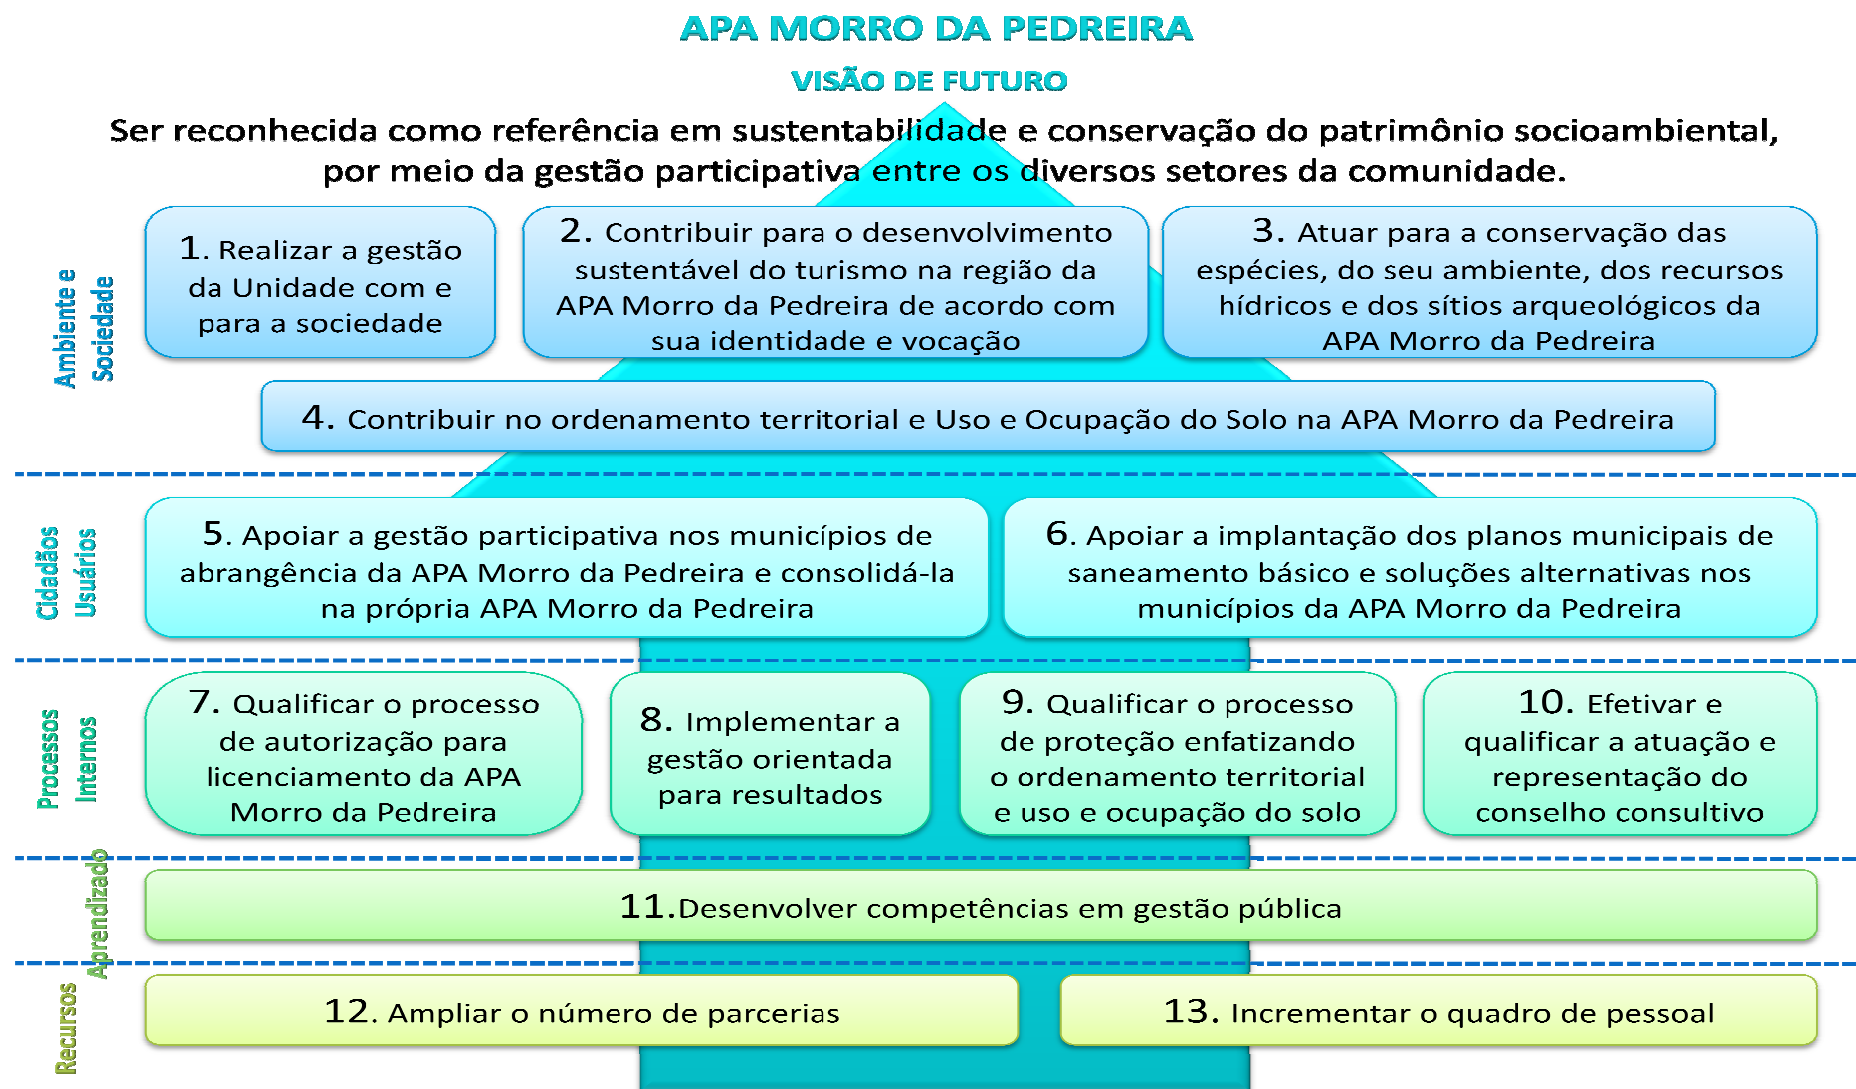 APA MORRO DA PEDREIRA
VISÃO DE FUTURO
Ser reconhecida como referência em sustentabilidade e conservação do patrimônio socioambiental,
por meio da gestão participativa entre os diversos setores da comunidade.
Ambiente e
Sociedade
1. Realizar a gestão
da Unidade com e
para a sociedade
2. Contribuir para o desenvolvimento
sustentável do turismo na região da
APA Morro da Pedreira de acordo com
sua identidade e vocação
3. Atuar para a conservação das
espécies, do seu ambiente, dos recursos
hídricos e dos sítios arqueológicos da
APA Morro da Pedreira
4. Contribuir no ordenamento territorial e Uso e Ocupação do Solo na APA Morro da Pedreira
Cidadãos
Usuários
5. Apoiar a gestão participativa nos municípios de
abrangência da APA Morro da Pedreira e consolidá-la
na própria APA Morro da Pedreira
6. Apoiar a implantação dos planos municipais de
saneamento básico e soluções alternativas nos
municípios da APA Morro da Pedreira
Processos
Internos
7. Qualificar o processo
de autorização para
licenciamento da APA
Morro da Pedreira
8. Implementar a
gestão orientada
para resultados
9. Qualificar o processo
de proteção enfatizando
o ordenamento territorial
e uso e ocupação do solo
10. Efetivar e
qualificar a atuação e
representação do
conselho consultivo
Aprendizado
11.Desenvolver competências em gestão pública
Recursos
12. Ampliar o número de parcerias
13. Incrementar o quadro de pessoal